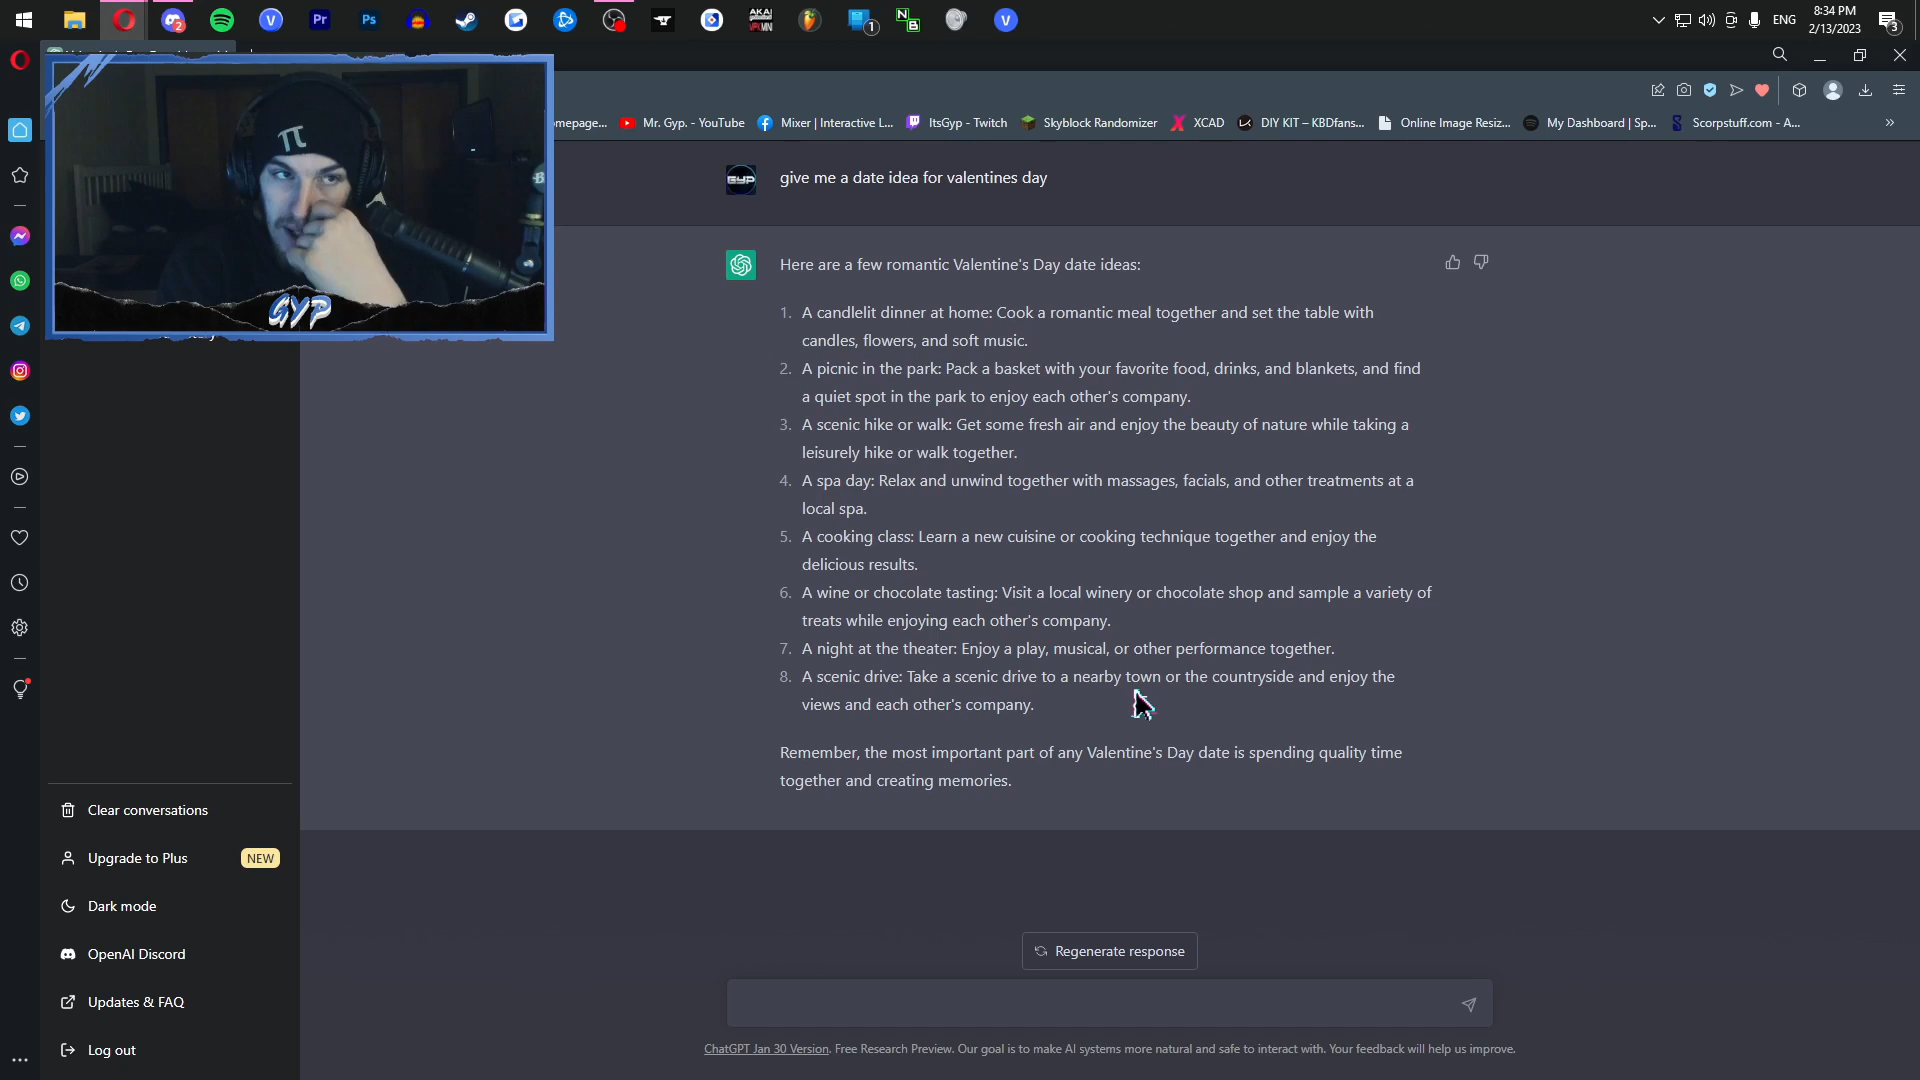 ENG
8:34 PM
2/13/2023
2
1
3
omepage...
Mr. Gyp. - YouTube
Mixer | Interactive L...
ItsGyp - Twitch
Skyblock Randomizer
XCAD
DIY KIT – KBDfans...
Online Image Resiz...
My Dashboard | Sp...
Scorpstuff.com - A...
»
π
GYP
GYP
give me a date idea for valentines day
Here are a few romantic Valentine's Day date ideas:
1. A candlelit dinner at home: Cook a romantic meal together and set the table with
candles, flowers, and soft music.
2. A picnic in the park: Pack a basket with your favorite food, drinks, and blankets, and find
a quiet spot in the park to enjoy each other's company.
3. A scenic hike or walk: Get some fresh air and enjoy the beauty of nature while taking a
leisurely hike or walk together.
4. A spa day: Relax and unwind together with massages, facials, and other treatments at a
local spa.
5. A cooking class: Learn a new cuisine or cooking technique together and enjoy the
delicious results.
6. A wine or chocolate tasting: Visit a local winery or chocolate shop and sample a variety of
treats while enjoying each other's company.
7. A night at the theater: Enjoy a play, musical, or other performance together.
8. A scenic drive: Take a scenic drive to a nearby town or the countryside and enjoy the
views and each other's company.
Remember, the most important part of any Valentine's Day date is spending quality time
together and creating memories.
Clear conversations
Upgrade to Plus NEW
Dark mode
OpenAI Discord
Updates & FAQ
Log out
Regenerate response
ChatGPT Jan 30 Version. Free Research Preview. Our goal is to make AI systems more natural and safe to interact with. Your feedback will help us improve.